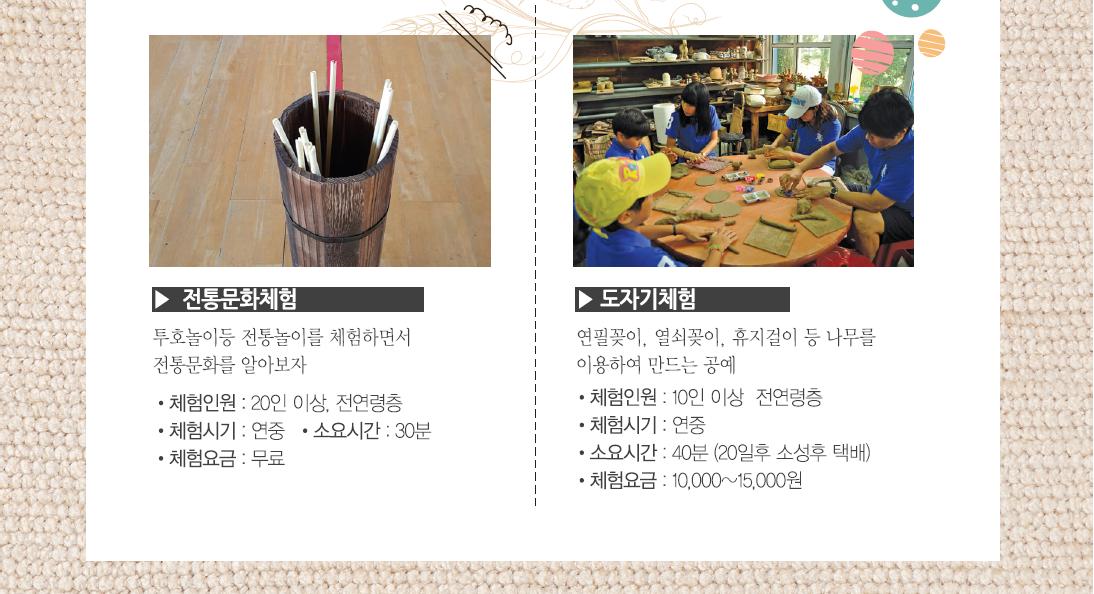 ▶ 전통문화체험
투호놀이등 전통놀이를 체험하면서
전통문화를 알아보자
• 체험인원 : 20인 이상, 전연령층
• 체험시기 : 연중 • 소요시간 : 30분
• 체험요금 : 무료
▶ 도자기체험
연필꽂이, 열쇠꽂이, 휴지걸이 등 나무를
이용하여 만드는 공예
• 체험인원 : 10인 이상 전연령층
• 체험시기 : 연중
• 소요시간 : 40분 (20일후 소성후 택배)
• 체험요금 : 10,000~15,000원